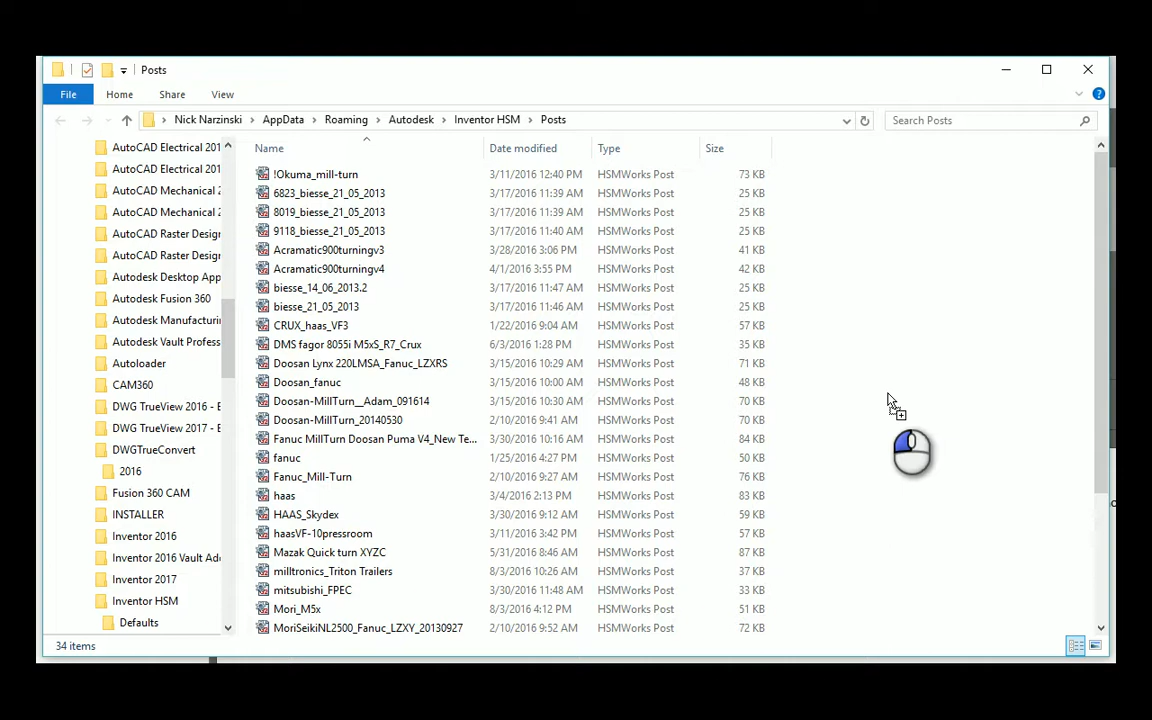 Posts
File Home Share View
Nick Narzinski > AppData > Roaming > Autodesk > Inventor HSM > Posts
Search Posts
AutoCAD Electrical 201
AutoCAD Electrical 201
AutoCAD Mechanical 2
AutoCAD Mechanical 2
AutoCAD Raster Design
AutoCAD Raster Design
Autodesk Desktop App
Autodesk Fusion 360
Autodesk Manufacturin
Autodesk Vault Profess
Autoloader
CAM360
DWG TrueView 2016 - E
DWG TrueView 2017 - E
DWGTrueConvert
2016
Fusion 360 CAM
INSTALLER
Inventor 2016
Inventor 2016 Vault Ad
Inventor 2017
Inventor HSM
Defaults
Name Date modified Type Size
!Okuma_mill-turn 3/11/2016 12:40 PM HSMWorks Post 73 KB
6823_biesse_21_05_2013 3/17/2016 11:39 AM HSMWorks Post 25 KB
8019_biesse_21_05_2013 3/17/2016 11:39 AM HSMWorks Post 25 KB
9118_biesse_21_05_2013 3/17/2016 11:40 AM HSMWorks Post 25 KB
Acramatic900turningv3 3/28/2016 3:06 PM HSMWorks Post 41 KB
Acramatic900turningv4 4/1/2016 3:55 PM HSMWorks Post 42 KB
biesse_14_06_2013.2 3/17/2016 11:47 AM HSMWorks Post 25 KB
biesse_21_05_2013 3/17/2016 11:46 AM HSMWorks Post 25 KB
CRUX_haas_VF3 1/22/2016 9:04 AM HSMWorks Post 57 KB
DMS fagor 8055i M5xS_R7_Crux 6/3/2016 1:28 PM HSMWorks Post 35 KB
Doosan Lynx 220LMSA_Fanuc_LZXRS 3/15/2016 10:29 AM HSMWorks Post 71 KB
Doosan_fanuc 3/15/2016 10:00 AM HSMWorks Post 48 KB
Doosan-MillTurn__Adam_091614 3/15/2016 10:30 AM HSMWorks Post 70 KB
Doosan-MillTurn_20140530 2/10/2016 9:41 AM HSMWorks Post 70 KB
Fanuc MillTurn Doosan Puma V4_New Te... 3/30/2016 10:16 AM HSMWorks Post 84 KB
fanuc 1/25/2016 4:27 PM HSMWorks Post 50 KB
Fanuc_Mill-Turn 2/10/2016 9:27 AM HSMWorks Post 76 KB
haas 3/4/2016 2:13 PM HSMWorks Post 83 KB
HAAS_Skydex 3/30/2016 9:12 AM HSMWorks Post 59 KB
haasVF-10pressroom 3/11/2016 3:42 PM HSMWorks Post 57 KB
Mazak Quick turn XYZC 5/31/2016 8:46 AM HSMWorks Post 87 KB
milltronics_Triton Trailers 8/3/2016 10:26 AM HSMWorks Post 37 KB
mitsubishi_FPEC 3/30/2016 11:48 AM HSMWorks Post 33 KB
Mori_M5x 8/3/2016 4:12 PM HSMWorks Post 51 KB
MoriSeikiNL2500_Fanuc_LZXY_20130927 2/10/2016 9:52 AM HSMWorks Post 72 KB
34 items